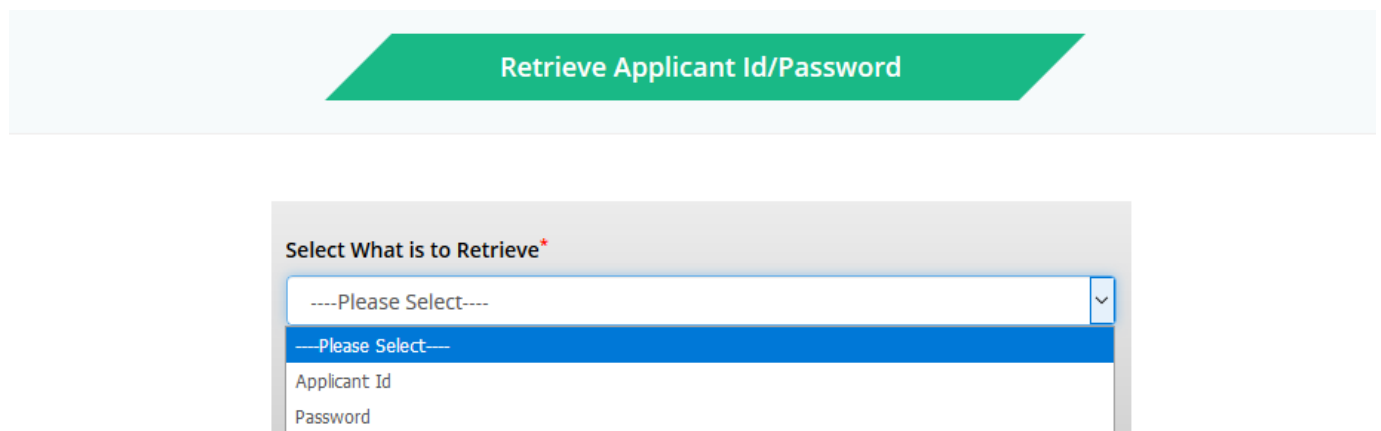 Retrieve Applicant Id/Password
Select What is to Retrieve*
----Please Select----
----Please Select----
Applicant Id
Password